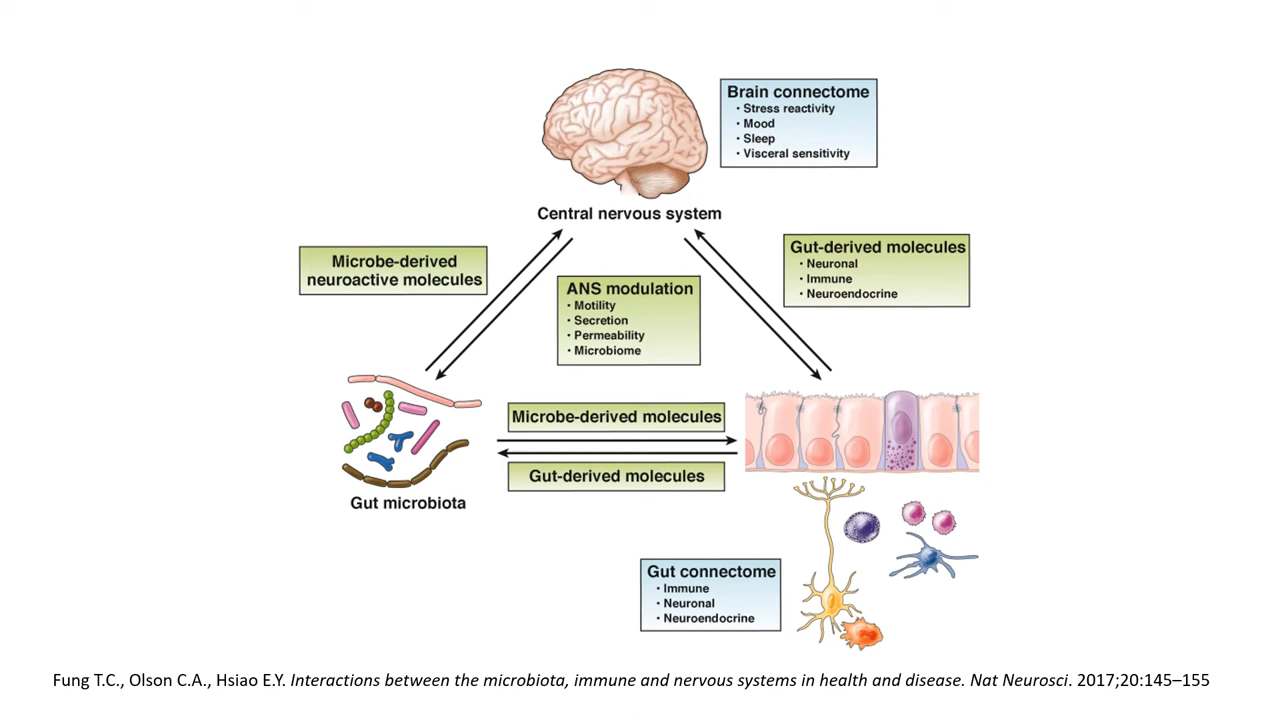 Brain connectome
• Stress reactivity
• Mood
• Sleep
• Visceral sensitivity
Central nervous system
Microbe-derived
neuroactive molecules
ANS modulation
• Motility
• Secretion
• Permeability
• Microbiome
Gut-derived molecules
• Neuronal
• Immune
• Neuroendocrine
Microbe-derived molecules
Gut-derived molecules
Gut microbiota
Gut connectome
• Immune
• Neuronal
• Neuroendocrine
Fung T.C., Olson C.A., Hsiao E.Y. Interactions between the microbiota, immune and nervous systems in health and disease. Nat Neurosci. 2017;20:145–155